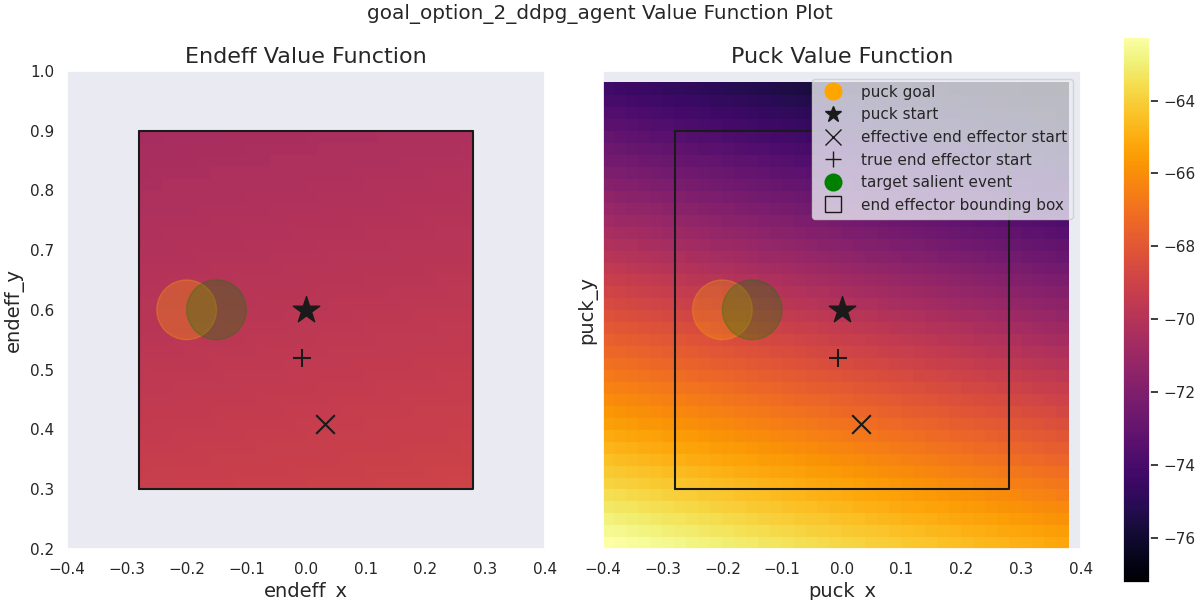 goal_option_2_ddpg_agent Value Function Plot
Endeff Value Function
1.0
0.9
0.8
0.7
0.6
0.5
0.4
0.3
0.2
endeff_y
−0.4 −0.3 −0.2 −0.1 0.0 0.1 0.2 0.3 0.4
endeff_x
Puck Value Function
puck goal
puck start
effective end effector start
true end effector start
target salient event
end effector bounding box
puck_y
−0.4 −0.3 −0.2 −0.1 0.0 0.1 0.2 0.3 0.4
puck_x
−64
−66
−68
−70
−72
−74
−76